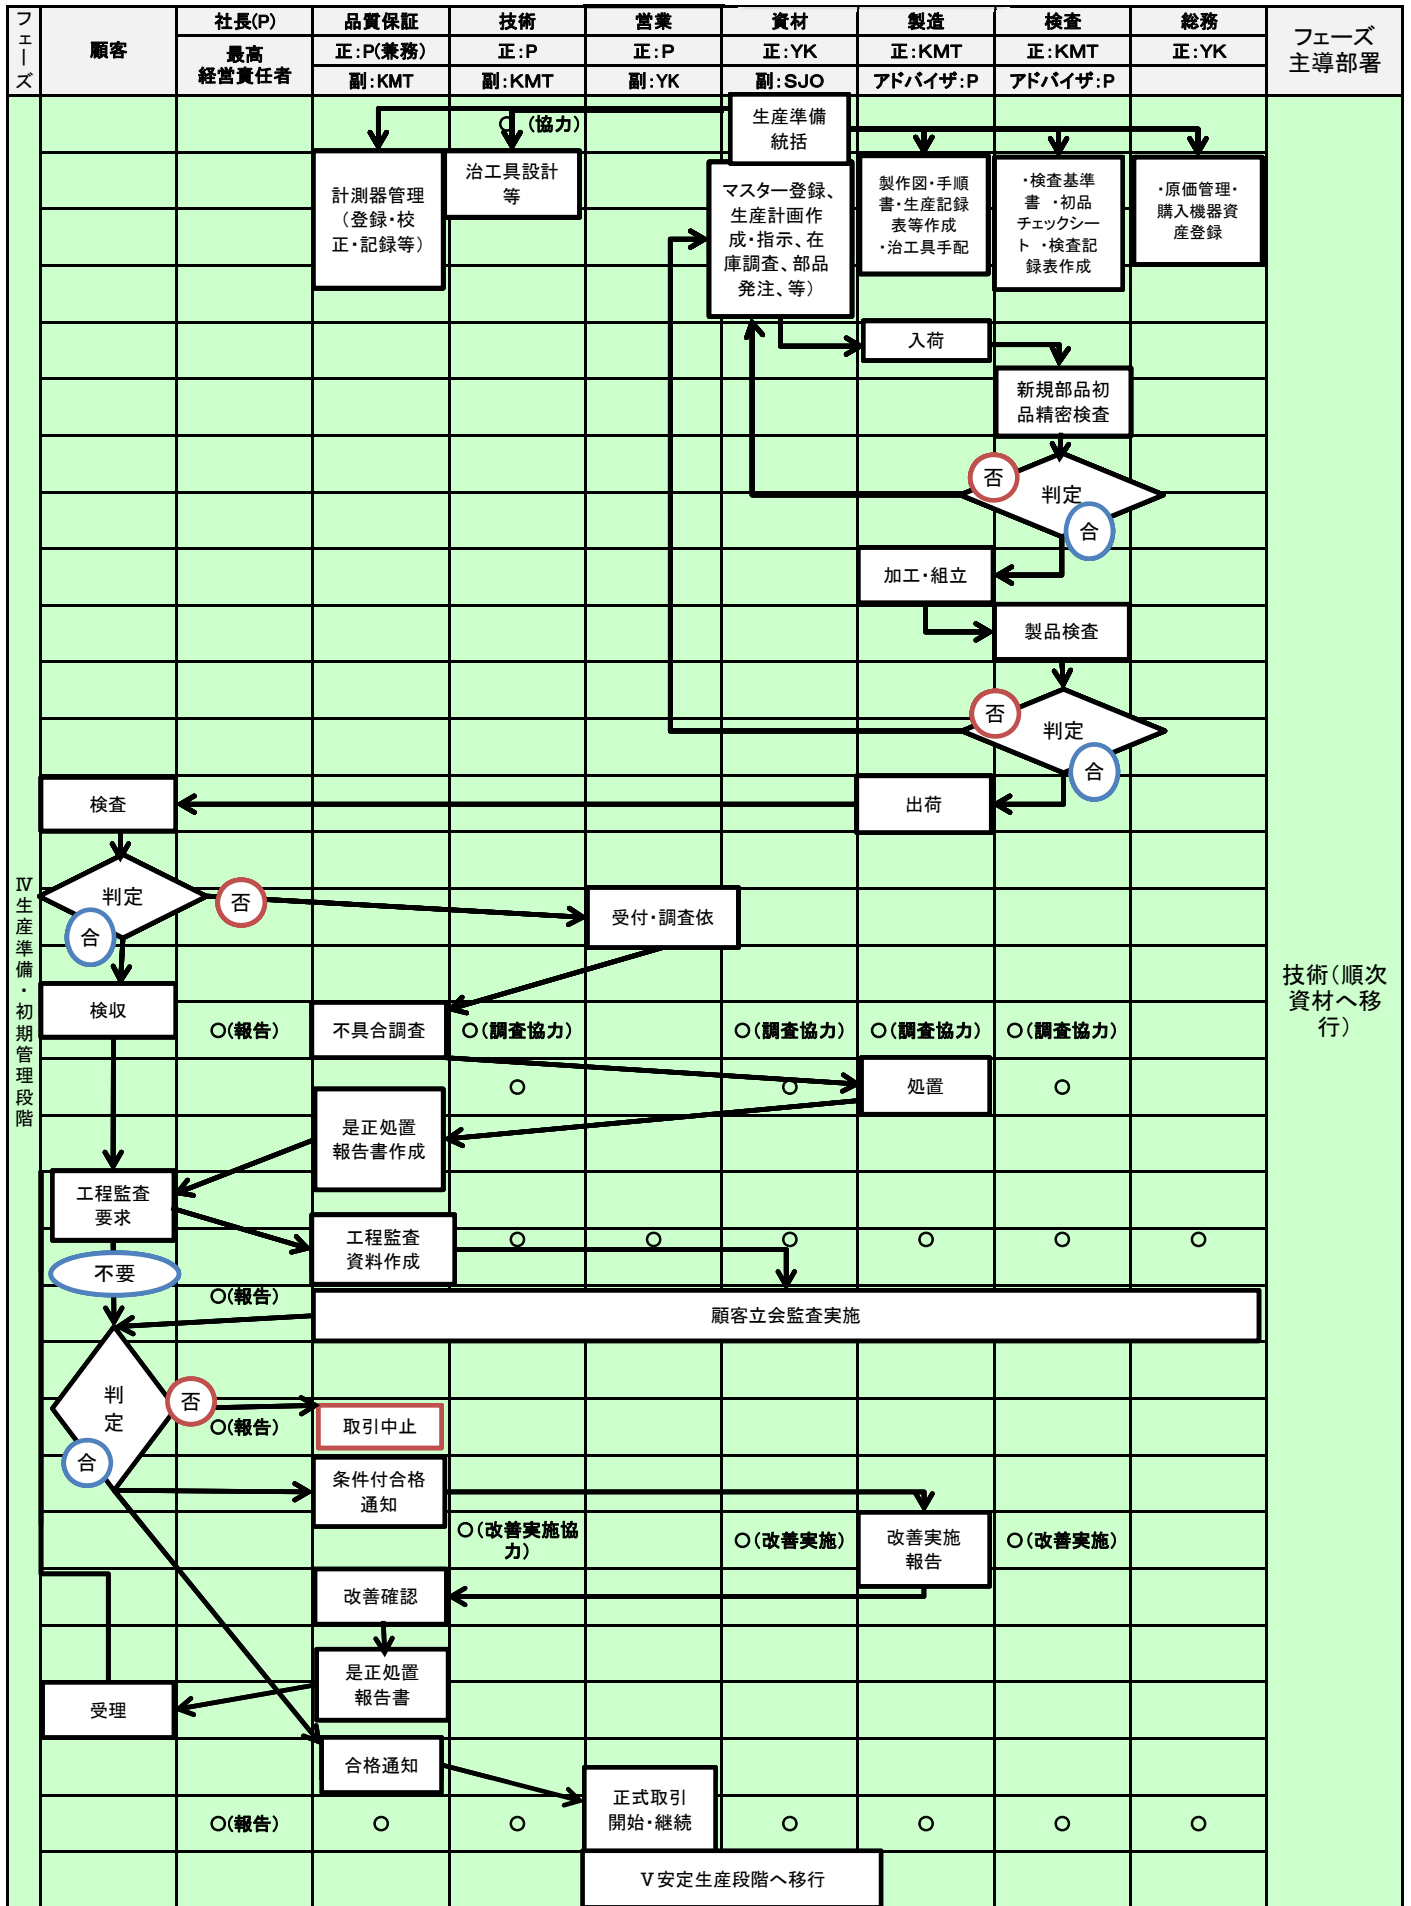 フェーズ
顧客
社長(P)
最高
経営責任者
品質保証
正:P(兼務)
副:KMT
技術
正:P
副:KMT
営業
正:P
副:YK
資材
正:YK
副:SJO
製造
正:KMT
アドバイザ:P
検査
正:KMT
アドバイザ:P
総務
正:YK
フェーズ
主導部署
○(協力)
生産準備
統括
計測器管理
(登録・校
正・記録等)
治工具設計
等
マスター登録、
生産計画作
成・指示、在
庫調査、部品
発注、等)
製作図・手順
書・生産記録
表等作成
・治工具手配
・検査基準
書 ・初品
チェックシー
ト ・検査記
録表作成
・原価管理・
購入機器資
産登録
入荷
新規部品初
品精密検査
否
判定
合
加工・組立
製品検査
否
判定
合
検査
出荷
判定
否
合
受付・調査依
検収
○(報告)
不具合調査
○(調査協力)
○(調査協力)
○(調査協力)
○(調査協力)
○
○
処置
○
是正処置
報告書作成
工程監査
要求
工程監査
資料作成
○
○
○
○
○
○
不要
○(報告)
顧客立会監査実施
判
定
否
○(報告)
取引中止
合
条件付合格
通知
○(改善実施協
力)
○(改善実施)
改善実施
報告
○(改善実施)
改善確認
是正処置
報告書
受理
合格通知
正式取引
開始・継続
○(報告)
○
○
○
○
○
○
Ⅴ安定生産段階へ移行
Ⅳ生産準備・初期管理段階
技術(順次
資材へ移
行)